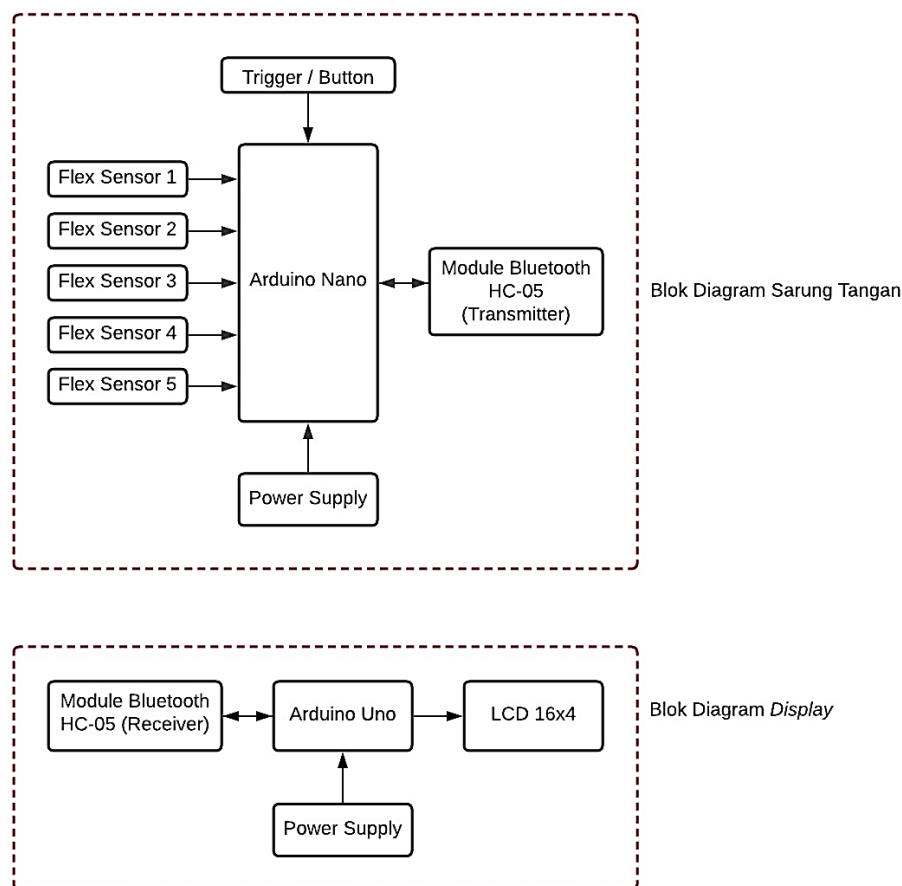 Trigger / Button
Flex Sensor 1
Flex Sensor 2
Flex Sensor 3
Flex Sensor 4
Flex Sensor 5
Arduino Nano
Module Bluetooth
HC-05
(Transmitter)
Power Supply
Blok Diagram Sarung Tangan
Module Bluetooth
HC-05 (Receiver)
Arduino Uno
LCD 16x4
Power Supply
Blok Diagram Display